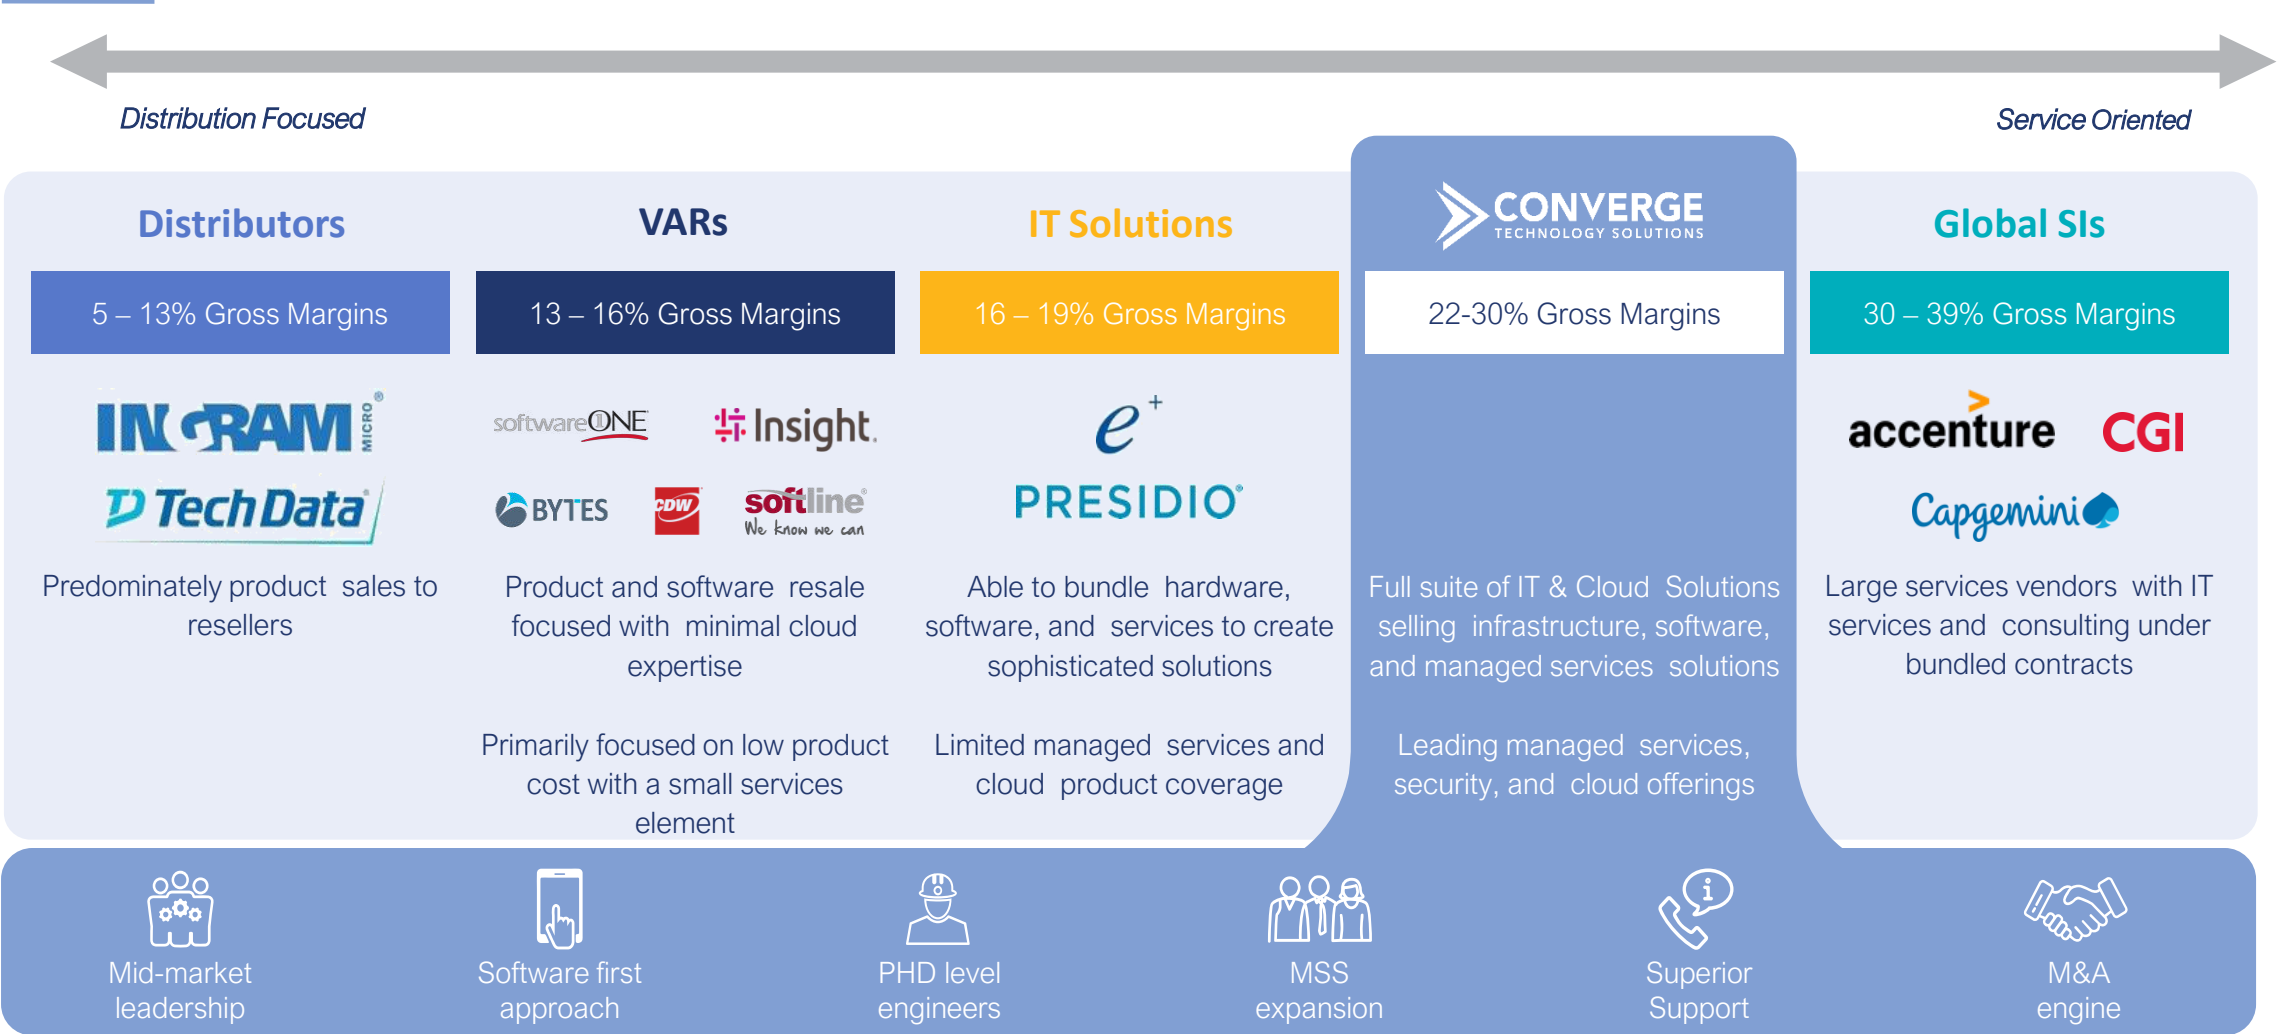 Distribution Focused
Service Oriented
Distributors
5 – 13% Gross Margins
INGRAM MICRO®
TechData
Predominately product sales to
resellers
VARs
13 – 16% Gross Margins
softwareONE
Insight.
BYTES
CDW
softline®
We know we can
Product and software resale
focused with minimal cloud
expertise
Primarily focused on low product
cost with a small services
element
IT Solutions
16 – 19% Gross Margins
e+
PRESIDIO®
Able to bundle hardware,
software, and services to create
sophisticated solutions
Limited managed services and
cloud product coverage
CONVERGE
TECHNOLOGY SOLUTIONS
22-30% Gross Margins
Full suite of IT & Cloud Solutions
selling infrastructure, software,
and managed services solutions
Leading managed services,
security, and cloud offerings
Global SIs
30 – 39% Gross Margins
accenture
CGI
Capgemini
Large services vendors with IT
services and consulting under
bundled contracts
Mid-market
leadership
Software first
approach
PHD level
engineers
MSS
expansion
Superior
Support
M&A
engine